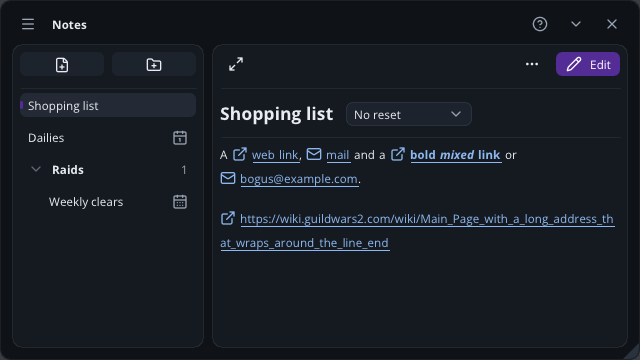 Notes
Shopping list
Dailies
Raids 1
Weekly clears
Edit
Shopping list No reset
A web link, mail and a bold mixed link or
bogus@example.com.
https://wiki.guildwars2.com/wiki/Main_Page_with_a_long_address_th
at_wraps_around_the_line_end